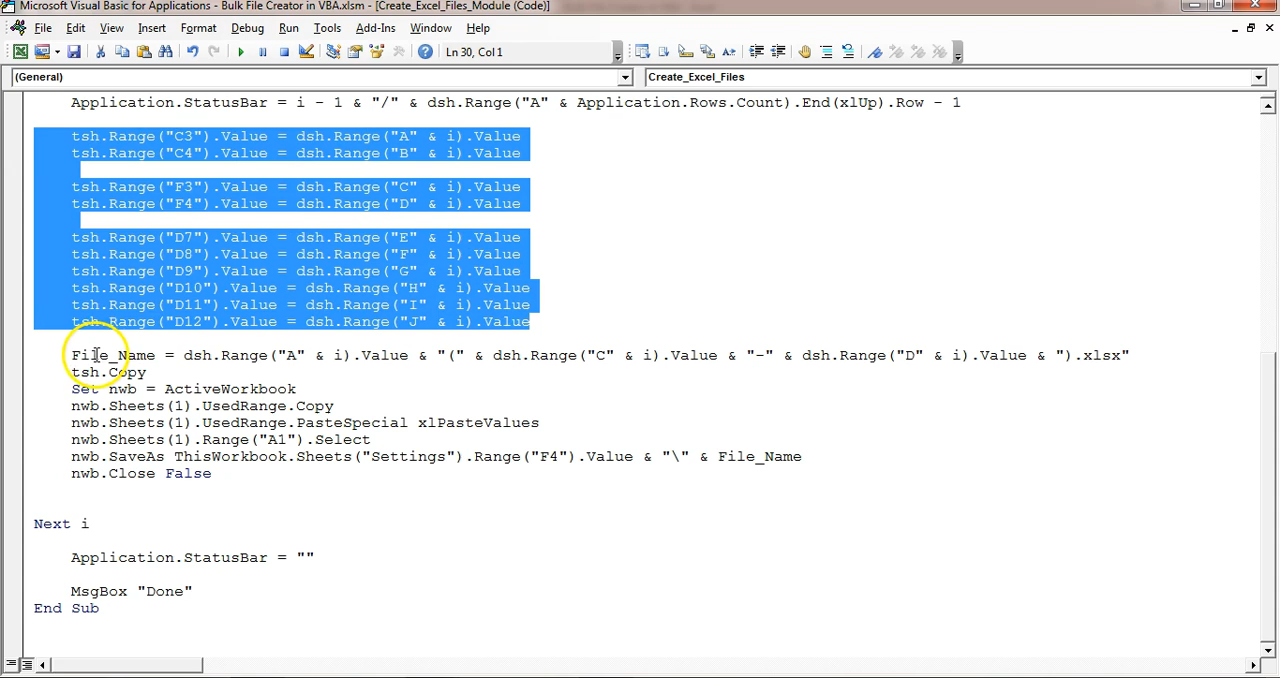 Microsoft Visual Basic for Applications - Bulk File Creator in VBA.xlsm - [Create_Excel_Files_Module (Code)]
File Edit View Insert Format Debug Run Tools Add-Ins Window Help
Ln 30, Col 1
(General) Create_Excel_Files
Application.StatusBar = i - 1 & "/" & dsh.Range("A" & Application.Rows.Count).End(xlUp).Row - 1
tsh.Range("C3").Value = dsh.Range("A" & i).Value
tsh.Range("C4").Value = dsh.Range("B" & i).Value
tsh.Range("F3").Value = dsh.Range("C" & i).Value
tsh.Range("F4").Value = dsh.Range("D" & i).Value
tsh.Range("D7").Value = dsh.Range("E" & i).Value
tsh.Range("D8").Value = dsh.Range("F" & i).Value
tsh.Range("D9").Value = dsh.Range("G" & i).Value
tsh.Range("D10").Value = dsh.Range("H" & i).Value
tsh.Range("D11").Value = dsh.Range("I" & i).Value
tsh.Range("D12").Value = dsh.Range("J" & i).Value
File_Name = dsh.Range("A" & i).Value & "(" & dsh.Range("C" & i).Value & "-" & dsh.Range("D" & i).Value & ").xlsx"
tsh.Copy
Set nwb = ActiveWorkbook
nwb.Sheets(1).UsedRange.Copy
nwb.Sheets(1).UsedRange.PasteSpecial xlPasteValues
nwb.Sheets(1).Range("A1").Select
nwb.SaveAs ThisWorkbook.Sheets("Settings").Range("F4").Value & "\" & File_Name
nwb.Close False
Next i
Application.StatusBar = ""
MsgBox "Done"
End Sub